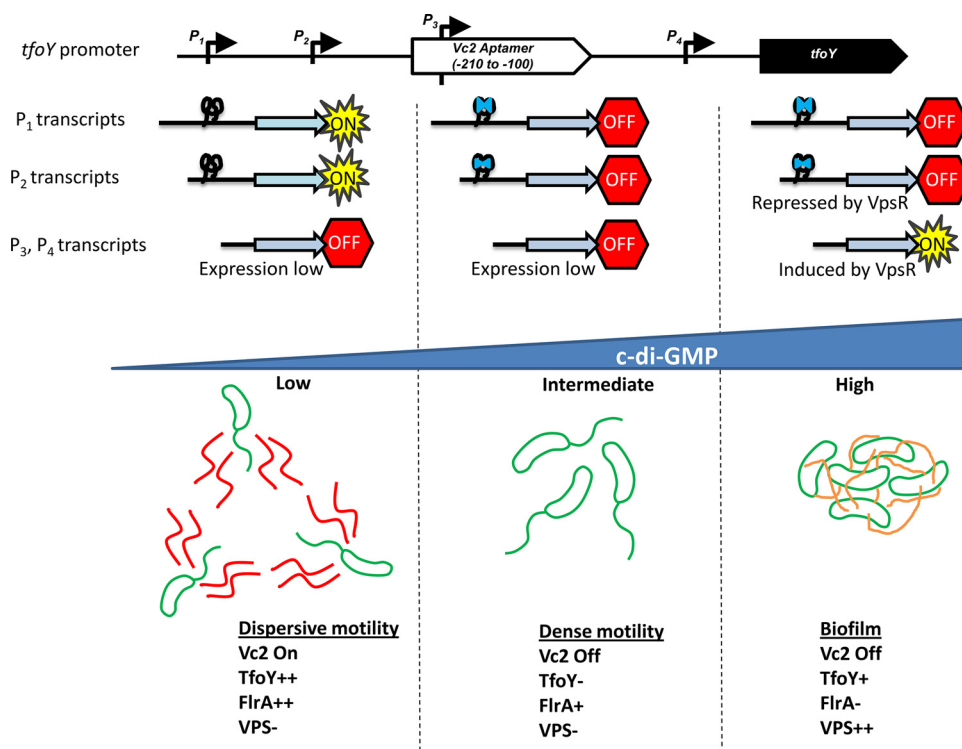 P1 P2 P3 P4
tfoY promoter
Vc2 Aptamer
(-210 to -100)
tfoY
P1 transcripts
ON
OFF
OFF
P2 transcripts
ON
OFF
OFF
Repressed by VpsR
P3, P4 transcripts
OFF
OFF
ON
Expression low
Expression low
Induced by VpsR
c-di-GMP
Low
Intermediate
High
Dispersive motility
Vc2 On
TfoY++
FlrA++
VPS-
Dense motility
Vc2 Off
TfoY-
FlrA+
VPS-
Biofilm
Vc2 Off
TfoY+
FlrA-
VPS++